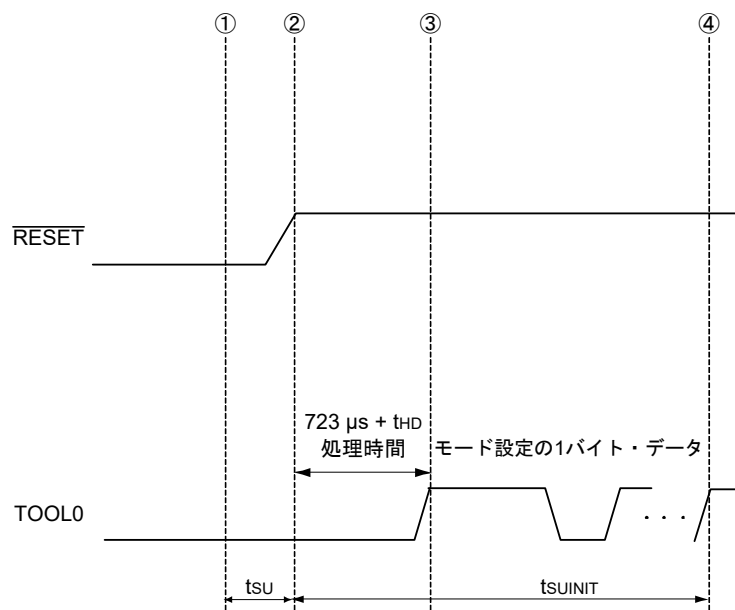 ① ② ③ ④
RESET
723 µs + tHD
処理時間
モード設定の1バイト・データ
TOOL0
· · ·
tSU
tSUINIT